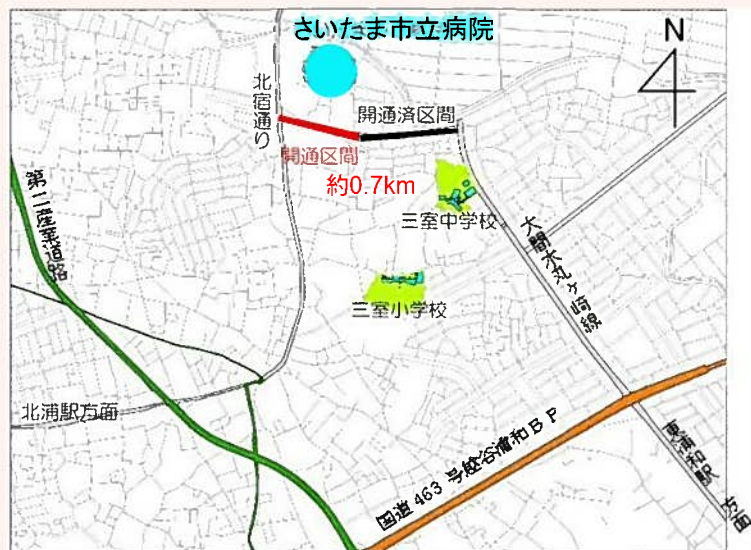 さいたま市立病院
N
北宿通り
開通済区間
開通区間
約0.7km
三室中学校
第二産業道路
大間木丸ヶ崎線
三室小学校
北浦駅方面
国道463号越谷浦和BP
東浦和駅方面